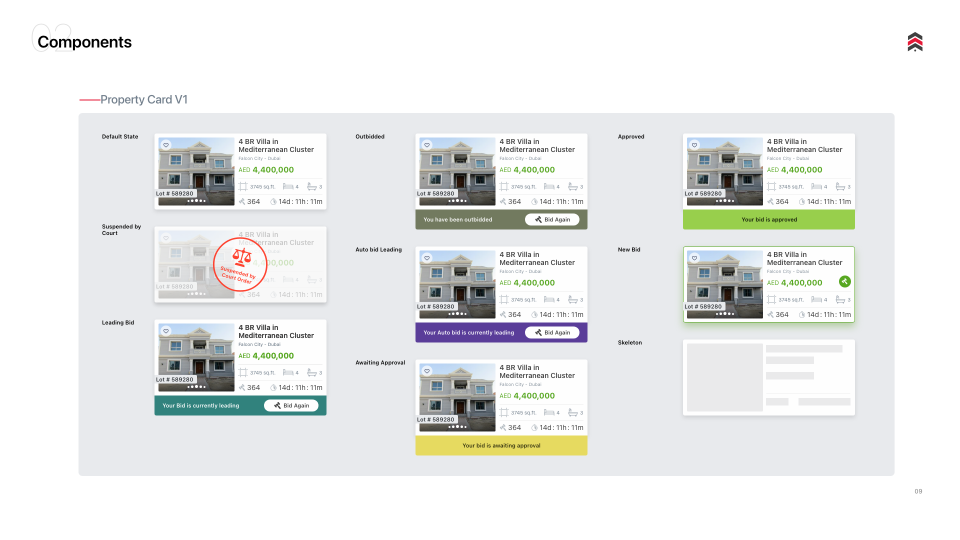 02
Components
Property Card V1
Default State
4 BR Villa in
Mediterranean Cluster
Falcon City - Dubai
AED 4,400,000
3749 sq.ft. 4 3
Lot # 589280
364 14d : 11h : 11m
Suspended by
Court
4 BR Villa in
Mediterranean Cluster
4,400,000
Suspended by
Court Order
4 3
Lot # 589280
364 14d : 11h : 11m
Leading Bid
4 BR Villa in
Mediterranean Cluster
Falcon City - Dubai
AED 4,400,000
3749 sq.ft. 4 3
Lot # 589280
364 14d : 11h : 11m
Your Bid is currently leading Bid Again
Outbidded
4 BR Villa in
Mediterranean Cluster
Falcon City - Dubai
AED 4,400,000
3749 sq.ft. 4 3
Lot # 589280
364 14d : 11h : 11m
You have been outbidded Bid Again
Auto bid Leading
4 BR Villa in
Mediterranean Cluster
Falcon City - Dubai
AED 4,400,000
3749 sq.ft. 4 3
Lot # 589280
364 14d : 11h : 11m
Your Auto bid is currently leading Bid Again
Awaiting Approval
4 BR Villa in
Mediterranean Cluster
Falcon City - Dubai
AED 4,400,000
3749 sq.ft. 4 3
Lot # 589280
364 14d : 11h : 11m
Your bid is awaiting approval
Approved
4 BR Villa in
Mediterranean Cluster
Falcon City - Dubai
AED 4,400,000
3749 sq.ft. 4 3
Lot # 589280
364 14d : 11h : 11m
Your bid is approved
New Bid
4 BR Villa in
Mediterranean Cluster
Falcon City - Dubai
AED 4,400,000
3749 sq.ft. 4 3
Lot # 589280
364 14d : 11h : 11m
Skeleton
09